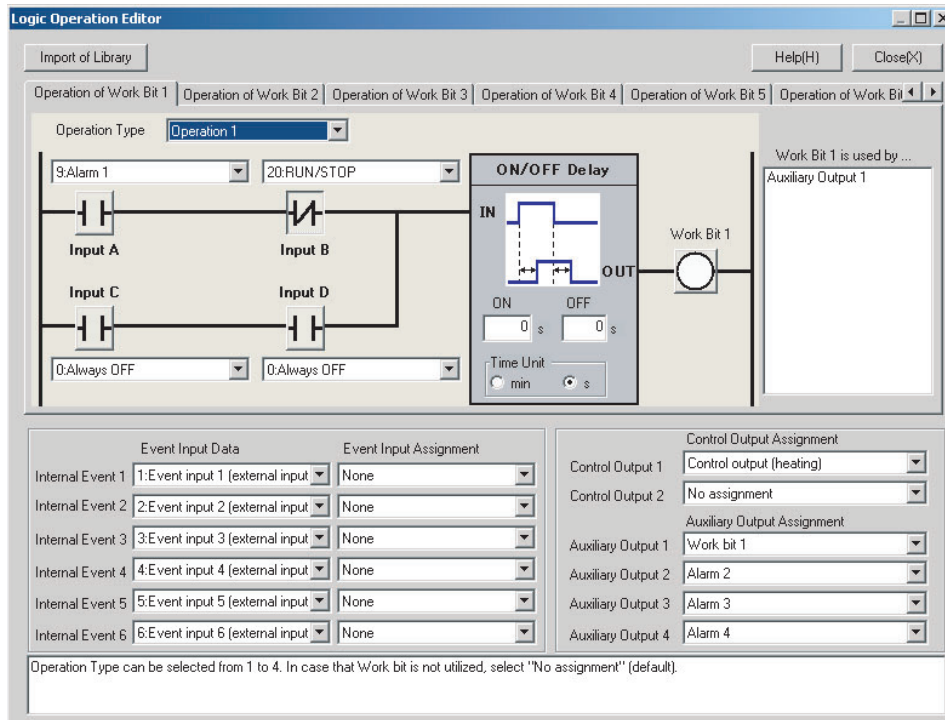 Logic Operation Editor
Import of Library
Help(H)
Close(X)
Operation of Work Bit 1
Operation of Work Bit 2
Operation of Work Bit 3
Operation of Work Bit 4
Operation of Work Bit 5
Operation of Work Bi
Operation Type
Operation 1
9:Alarm 1
20:RUN/STOP
Input A
Input B
Input C
Input D
0:Always OFF
0:Always OFF
ON/OFF Delay
IN
OUT
ON
OFF
0 s
0 s
Time Unit
min
s
Work Bit 1
Work Bit 1 is used by ...
Auxiliary Output 1
Event Input Data
Event Input Assignment
Internal Event 1 1:Event input 1 (external input None
Internal Event 2 2:Event input 2 (external input None
Internal Event 3 3:Event input 3 (external input None
Internal Event 4 4:Event input 4 (external input None
Internal Event 5 5:Event input 5 (external input None
Internal Event 6 6:Event input 6 (external input None
Control Output Assignment
Control Output 1 Control output (heating)
Control Output 2 No assignment
Auxiliary Output Assignment
Auxiliary Output 1 Work bit 1
Auxiliary Output 2 Alarm 2
Auxiliary Output 3 Alarm 3
Auxiliary Output 4 Alarm 4
Operation Type can be selected from 1 to 4. In case that Work bit is not utilized, select "No assignment" (default).